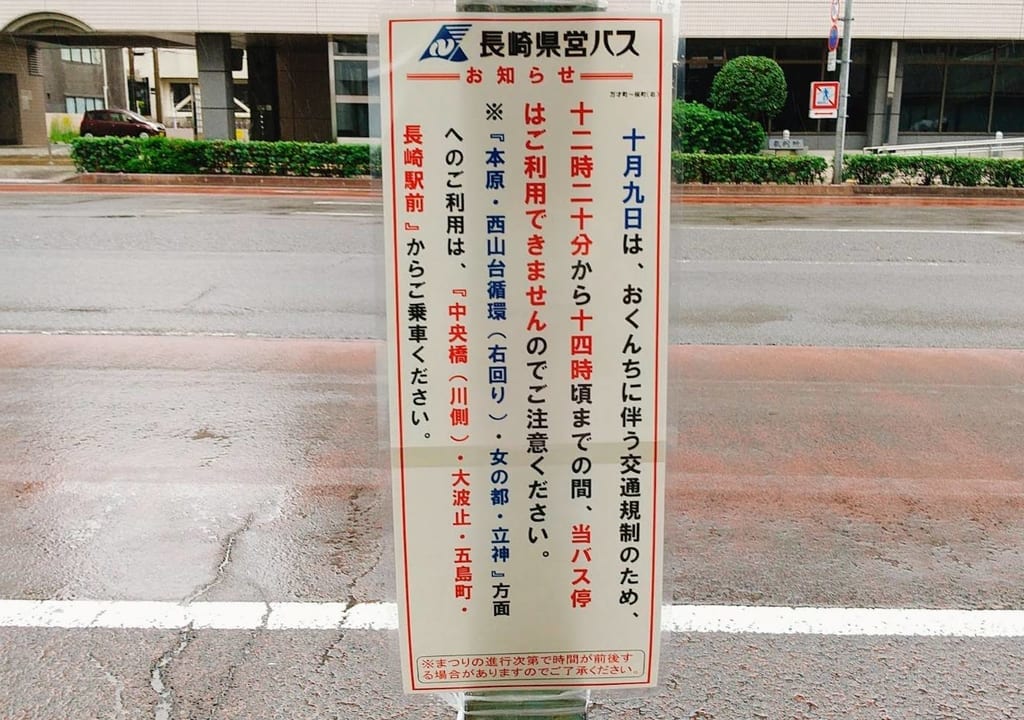 長崎県営バス
お知らせ
万才町～桜町(右)
十月九日は、おくんちに伴う交通規制のため、
十二時二十分から十四時頃までの間、当バス停
はご利用できませんのでご注意ください。
※『本原・西山台循環（右回り）・女の都・立神』方面
へのご利用は、『中央橋（川側）・大波止・五島町・
長崎駅前』からご乗車ください。
※まつりの進行次第で時間が前後す
る場合がありますのでご了承ください。